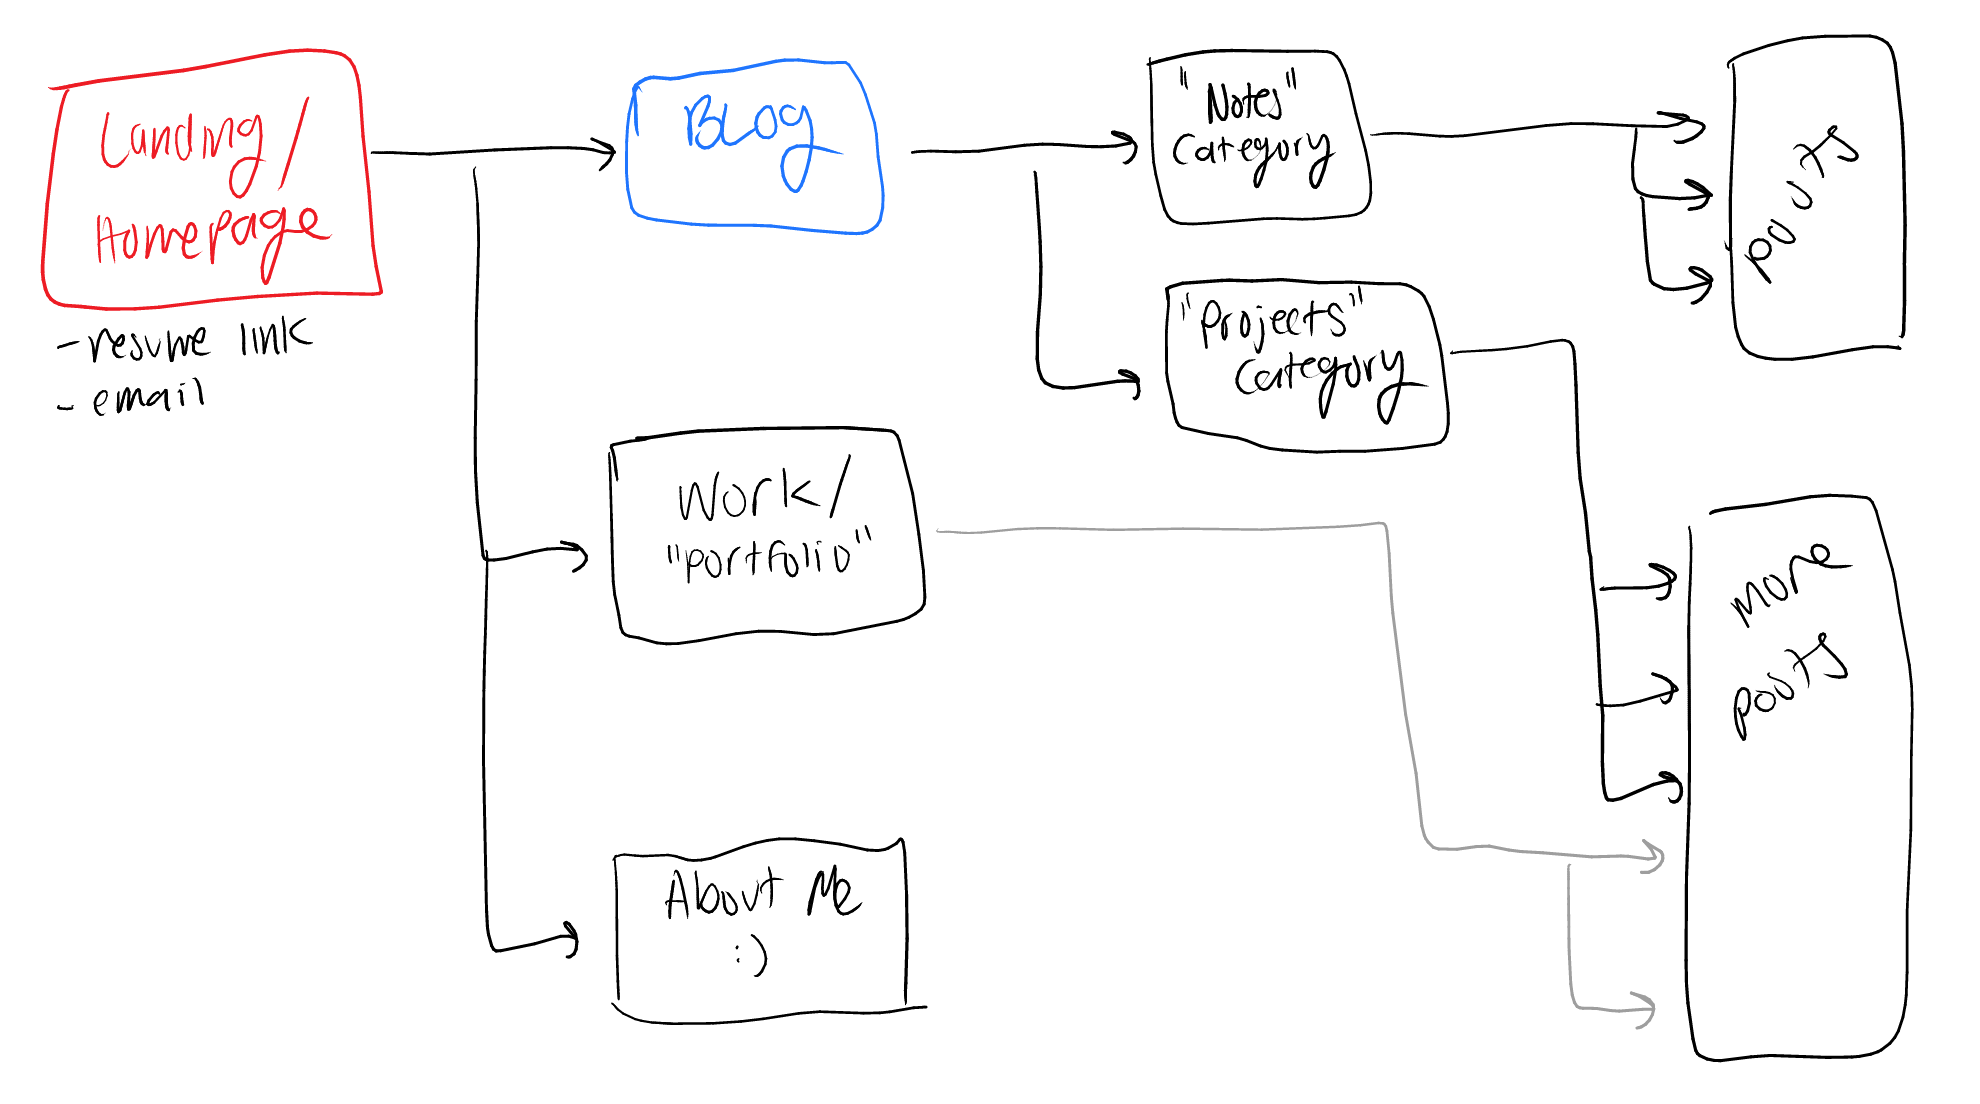 Landing/
Homepage
- resume link
- email
Blog
"Notes"
Category
"Projects"
Category
posts
Work/
"portfolio"
more
posts
About Me
:)